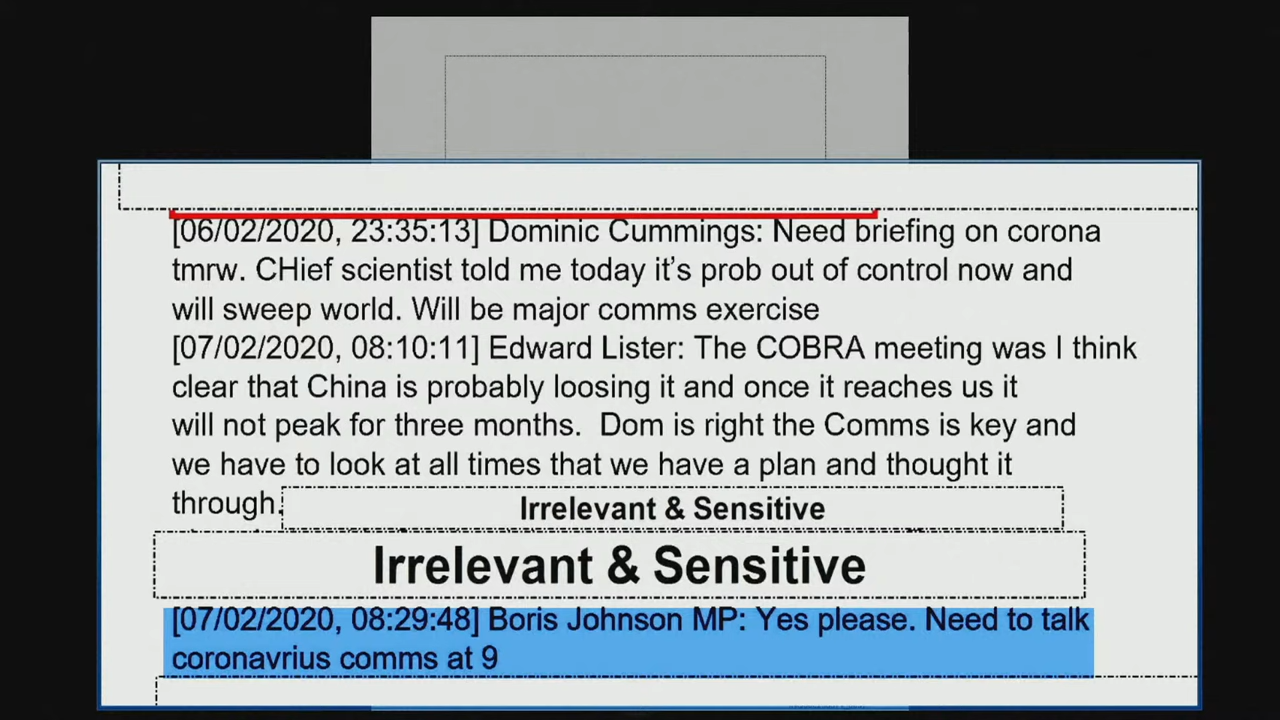 [06/02/2020, 23:35:13] Dominic Cummings: Need briefing on corona
tmrw. CHief scientist told me today it’s prob out of control now and
will sweep world. Will be major comms exercise
[07/02/2020, 08:10:11] Edward Lister: The COBRA meeting was I think
clear that China is probably loosing it and once it reaches us it
will not peak for three months.  Dom is right the Comms is key and
we have to look at all times that we have a plan and thought it
through.
Irrelevant & Sensitive
Irrelevant & Sensitive
[07/02/2020, 08:29:48] Boris Johnson MP: Yes please. Need to talk
coronavrius comms at 9